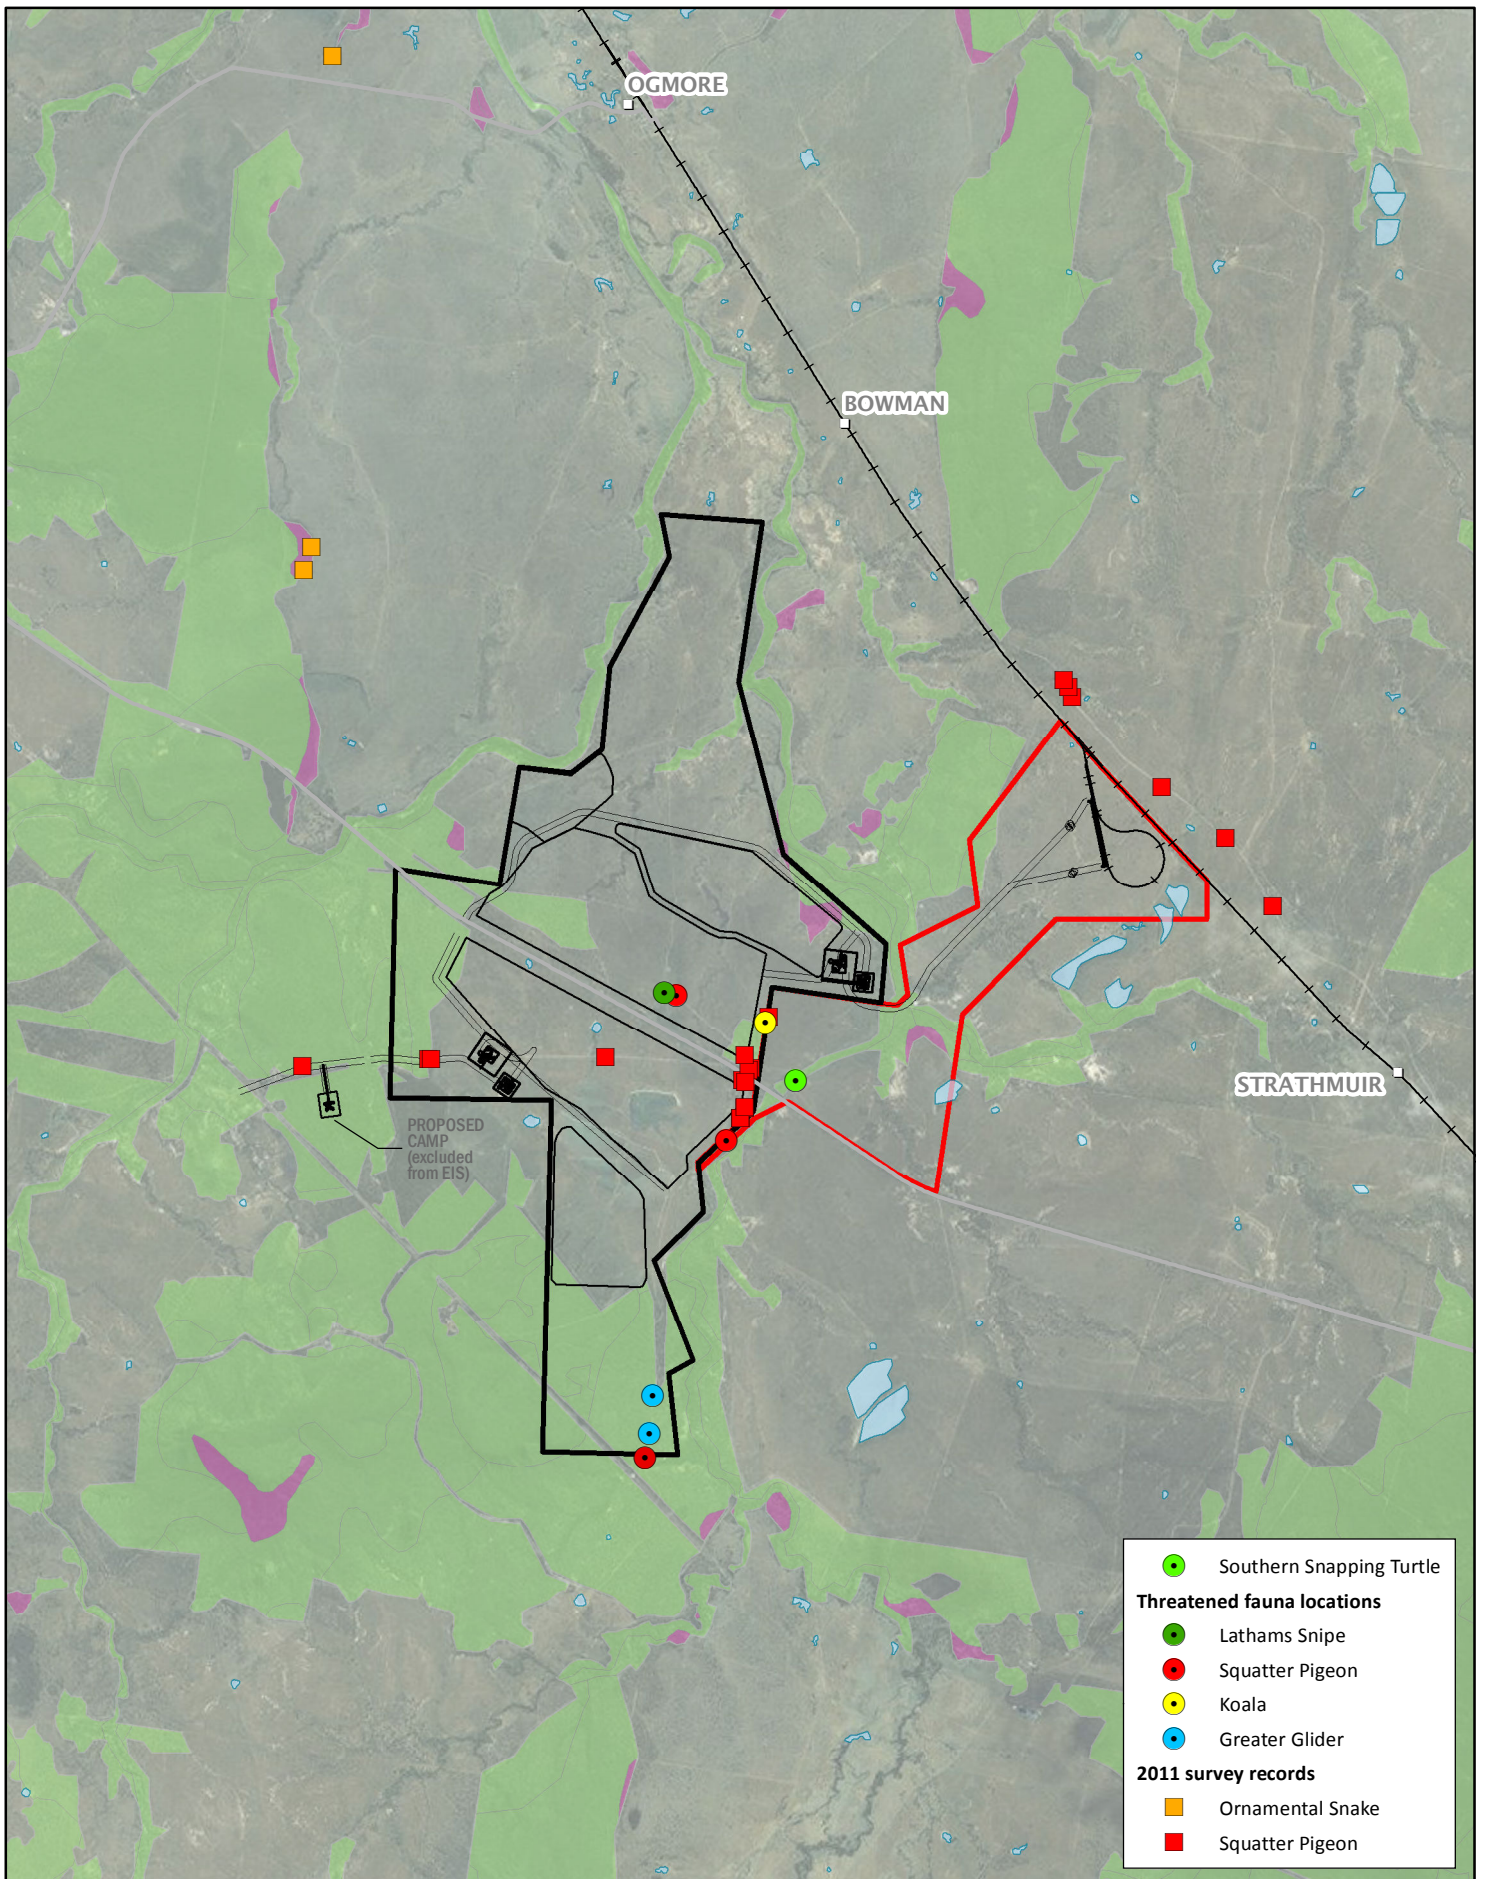 OGMORE
BOWMAN
STRATHMUIR
PROPOSED
CAMP
(excluded
from EIS)
Southern Snapping Turtle
Threatened fauna locations
Lathams Snipe
Squatter Pigeon
Koala
Greater Glider
2011 survey records
Ornamental Snake
Squatter Pigeon